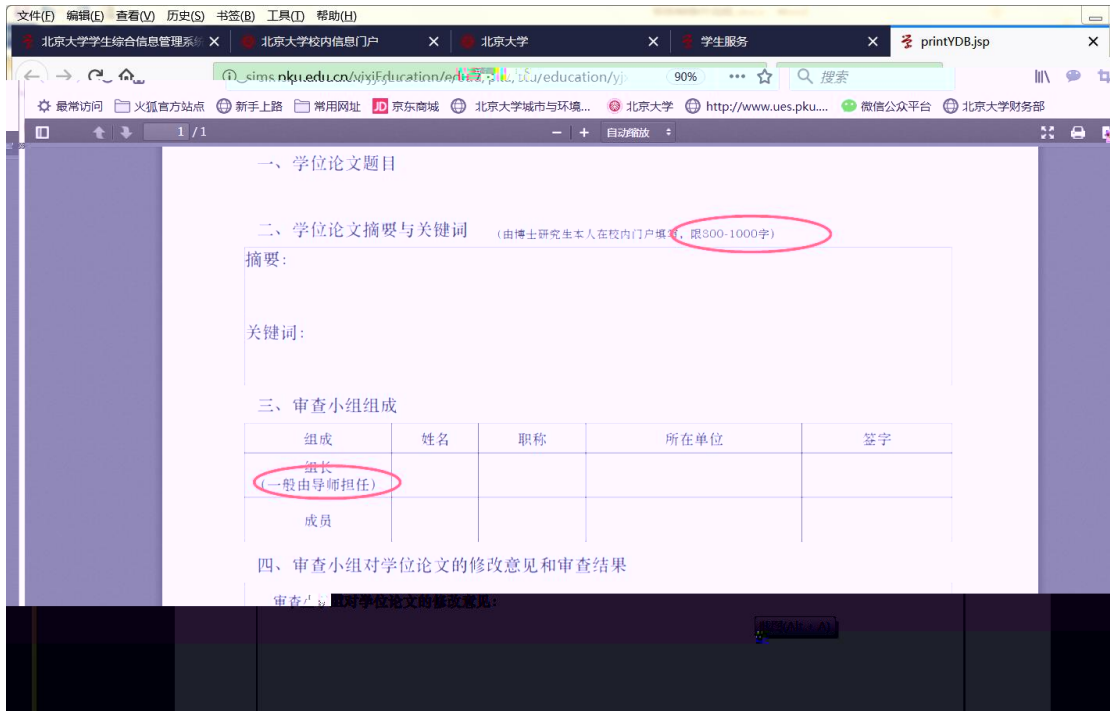 文件(F) 编辑(E) 查看(V) 历史(S) 书签(B) 工具(T) 帮助(H)
北京大学学生综合信息管理系统 北京大学校内信息门户 北京大学 学生服务 printYDB.jsp
90% 搜索
最常访问 火狐官方站点 新手上路 常用网址 JD 京东商城 北京大学城市与环境... 北京大学 http://www.ues.pku.... 微信公众平台 北京大学财务部
1 / 1 自动缩放
一、学位论文题目
二、学位论文摘要与关键词 (由博士研究生本人在校内门户填写，限800-1000字)
摘要:
关键词:
三、审查小组组成
组成 姓名 职称 所在单位 签字
组长
(一般由导师担任)
成员
四、审查小组对学位论文的修改意见和审查结果
审查小组对学位论文的修改意见: